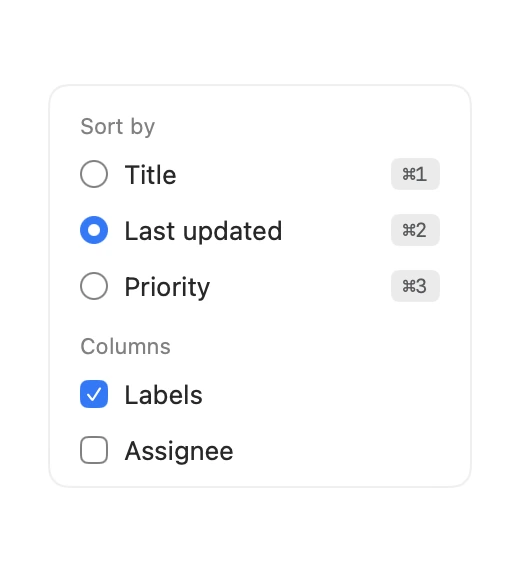 Sort by
Title ⌘1
Last updated ⌘2
Priority ⌘3
Columns
Labels
Assignee